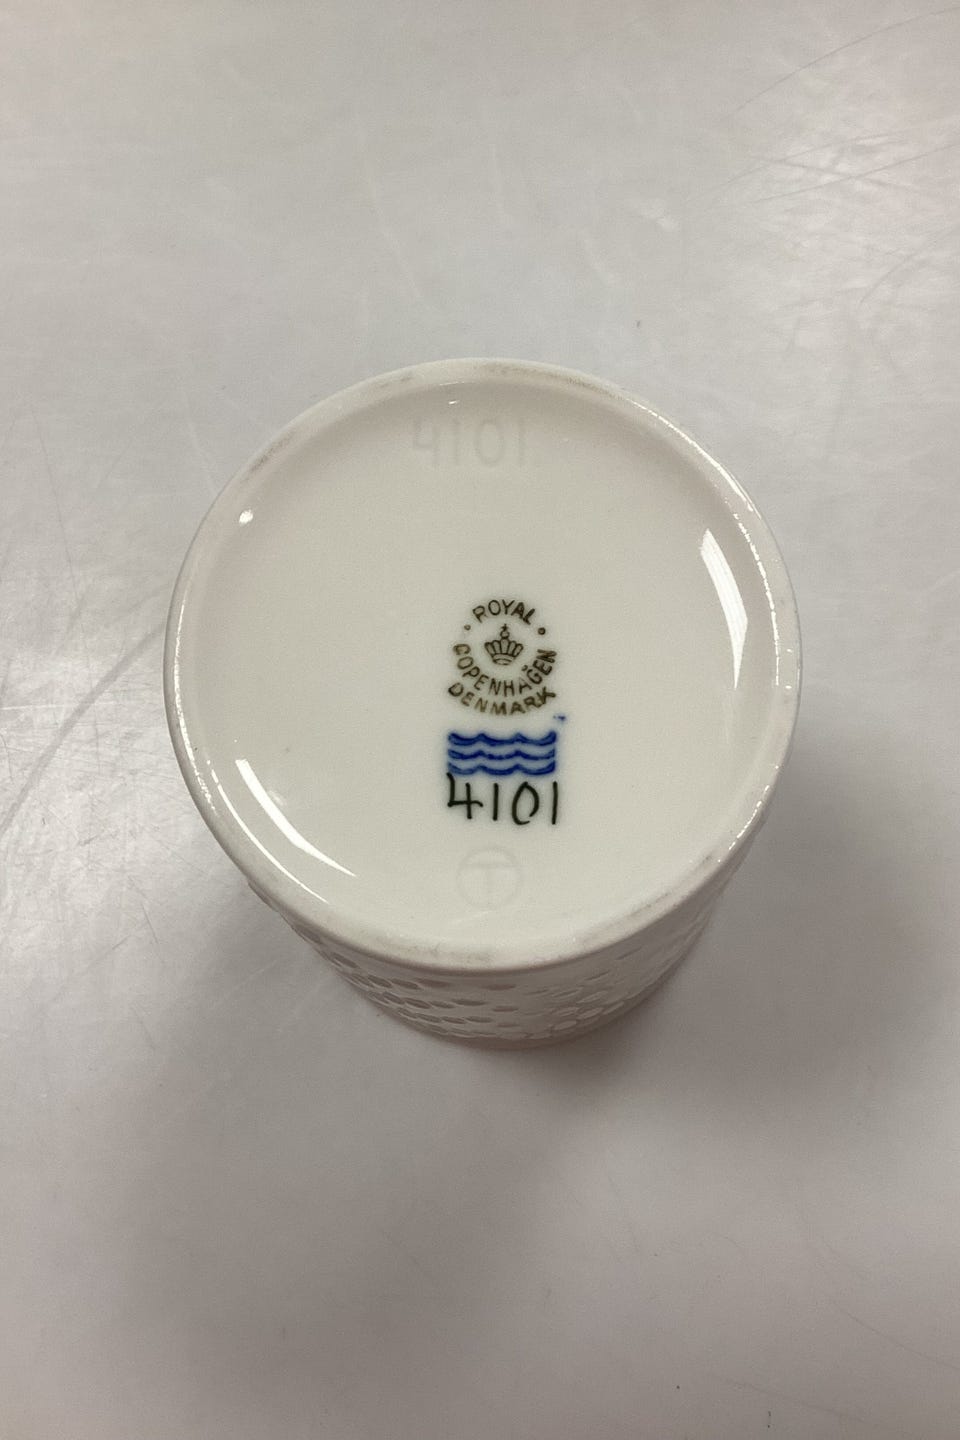 4101
ROYAL
COPENHAGEN
DENMARK
4101
T